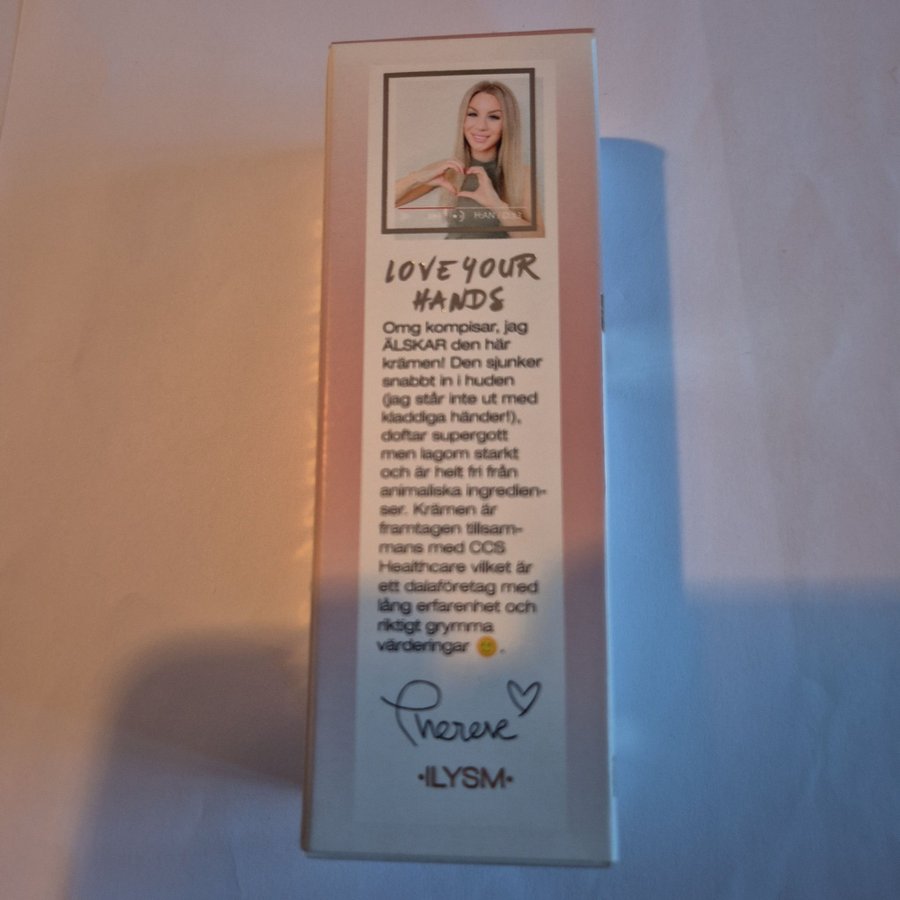 LOVE YOUR
HANDS
Omg kompisar, jag
ÄLSKAR den här
krämen! Den sjunker
snabbt in i huden
(jag står inte ut med
kladdiga händer!),
doftar supergott
men lagom starkt
och är helt fri från
animaliska ingredien-
ser. Krämen är
framtagen tillsam-
mans med CCS
Healthcare vilket är
ett dalaföretag med
lång erfarenhet och
riktigt grymma
värderingar 😊.
Therese
·ILYSM·